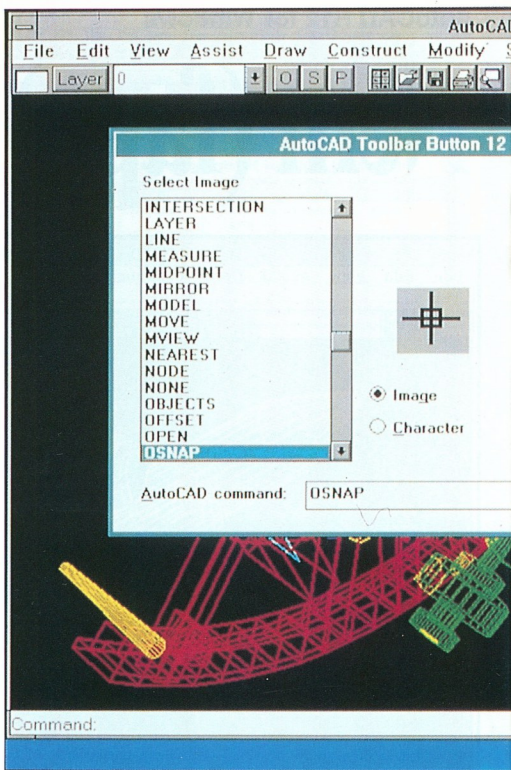 AutoCAD
File Edit View Assist Draw Construct Modify
Layer 0 O S P
AutoCAD Toolbar Button 12
Select Image
INTERSECTION
LAYER
LINE
MEASURE
MIDPOINT
MIRROR
MODEL
MOVE
MVIEW
NEAREST
NODE
NONE
OBJECTS
OFFSET
OPEN
OSNAP
Image
Character
AutoCAD command: OSNAP
Command: